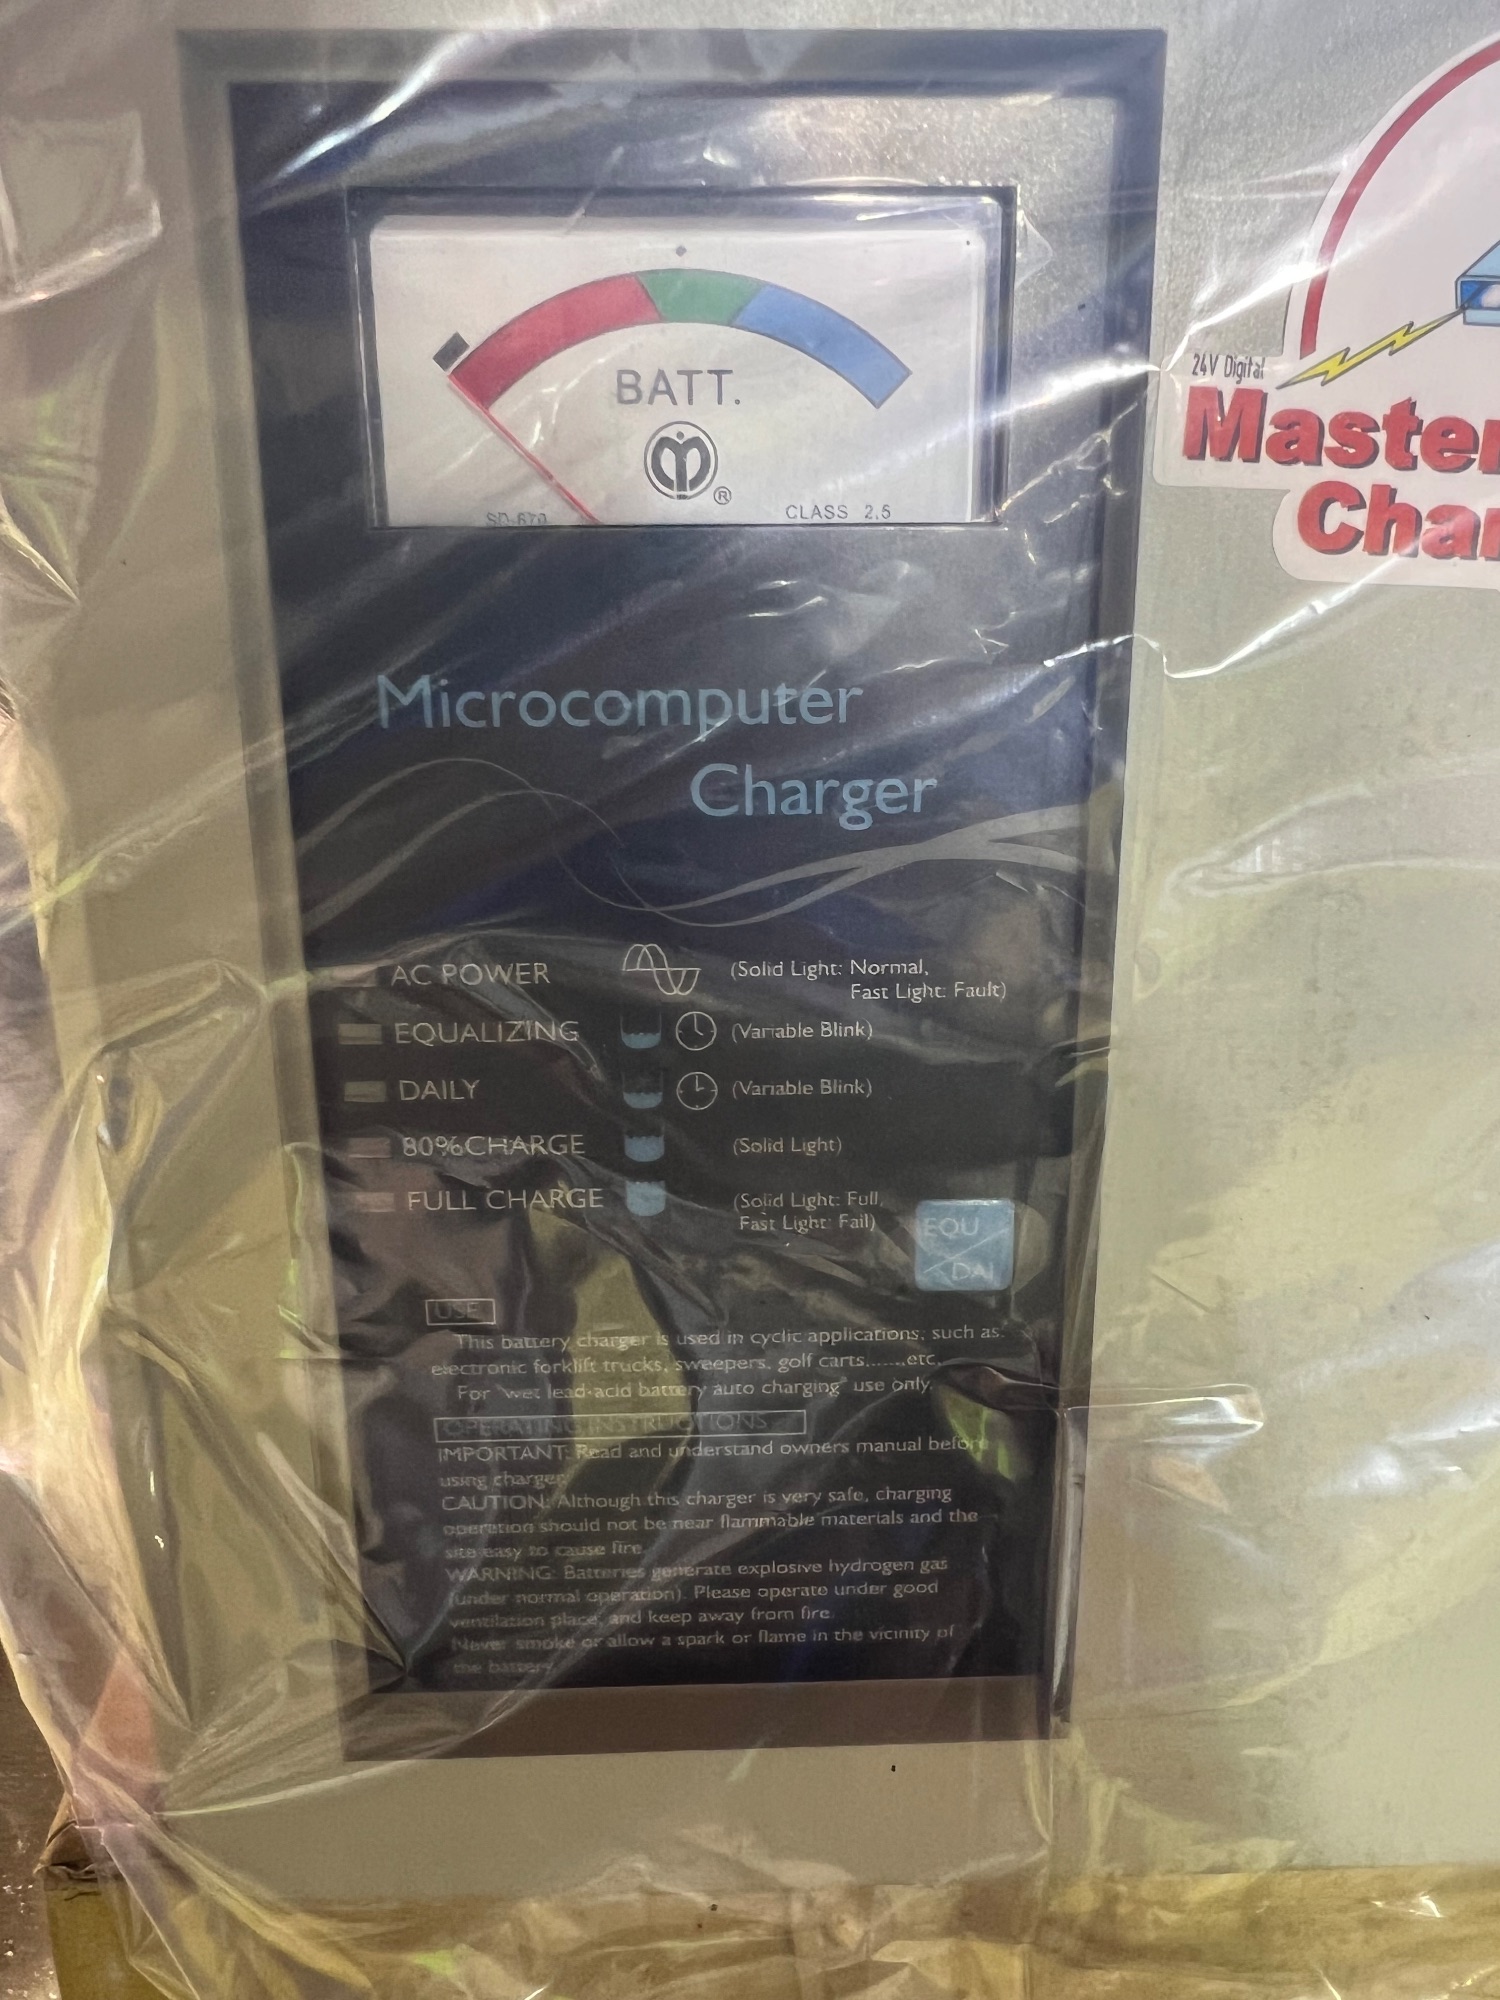 BATT.
®
SD-670
CLASS 2.5
24V Digital
Master
Char
Microcomputer
Charger
AC POWER (Solid Light: Normal,
Fast Light: Fault)
EQUALIZING (Variable Blink)
DAILY (Variable Blink)
80%CHARGE (Solid Light)
FULL CHARGE (Solid Light: Full,
Fast Light: Fail)
EQU
DAI
USE
This battery charger is used in cyclic applications, such as:
electronic forklift trucks, sweepers, golf carts......,etc.
For "wet lead-acid battery auto charging" use only.
OPERATING INSTRUCTIONS
IMPORTANT: Read and understand owners manual before
using charger.
CAUTION: Although this charger is very safe, charging
operation should not be near flammable materials and the
site easy to cause fire.
WARNING: Batteries generate explosive hydrogen gas
(under normal operation). Please operate under good
ventilation place, and keep away from fire.
Never smoke or allow a spark or flame in the vicinity of
the battery.